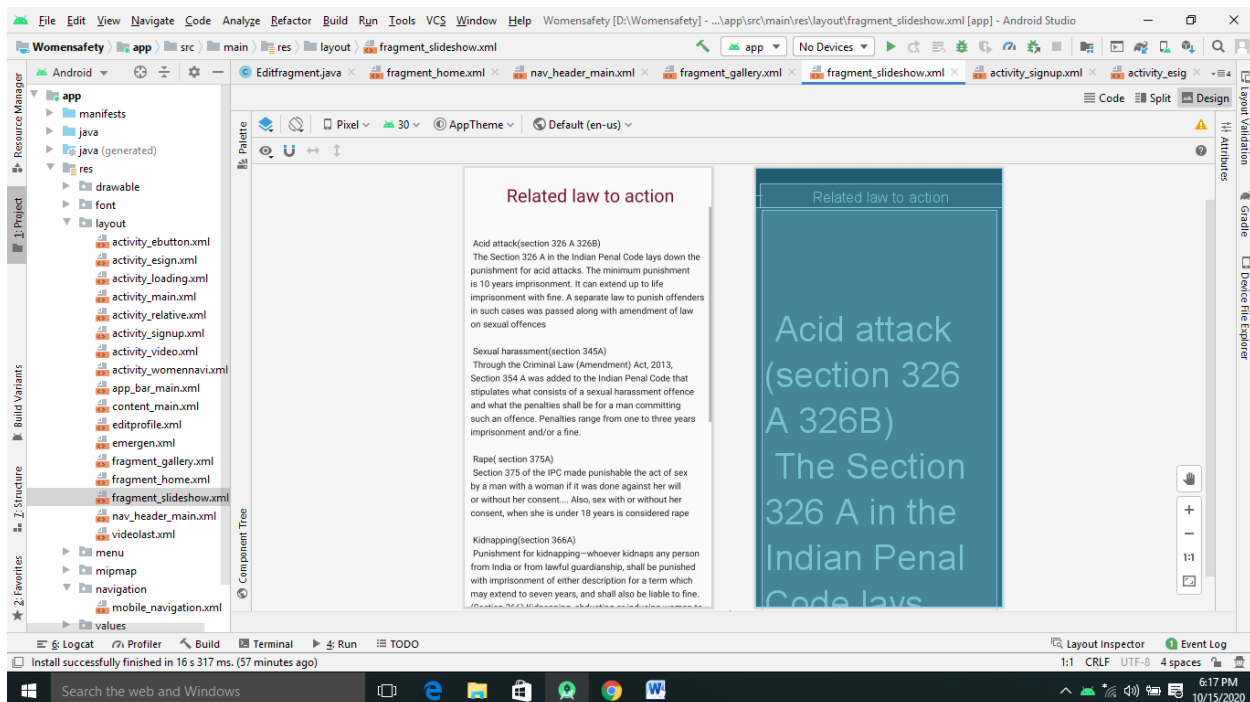 File Edit View Navigate Code Analyze Refactor Build Run Tools VCS Window Help Womensafety [D:\Womensafety] - ...\app\src\main\res\layout\fragment_slideshow.xml [app] - Android Studio
Womensafety app src main res layout fragment_slideshow.xml app No Devices
Android Editfragment.java fragment_home.xml nav_header_main.xml fragment_gallery.xml fragment_slideshow.xml activity_signup.xml activity_esig
Code Split Design
Resource Manager
1: Project
Build Variants
7: Structure
2: Favorites
app
manifests
java
java (generated)
res
drawable
font
layout
activity_ebutton.xml
activity_esign.xml
activity_loading.xml
activity_main.xml
activity_relative.xml
activity_signup.xml
activity_video.xml
activity_womennavi.xml
app_bar_main.xml
content_main.xml
editprofile.xml
emergen.xml
fragment_gallery.xml
fragment_home.xml
fragment_slideshow.xml
nav_header_main.xml
videolast.xml
menu
mipmap
navigation
mobile_navigation.xml
values
Palette
Component Tree
Pixel 30 AppTheme Default (en-us)
Related law to action
Acid attack(section 326 A 326B)
The Section 326 A in the Indian Penal Code lays down the
punishment for acid attacks. The minimum punishment
is 10 years imprisonment. It can extend up to life
imprisonment with fine. A separate law to punish offenders
in such cases was passed along with amendment of law
on sexual offences
Sexual harassment(section 345A)
Through the Criminal Law (Amendment) Act, 2013,
Section 354 A was added to the Indian Penal Code that
stipulates what consists of a sexual harassment offence
and what the penalties shall be for a man committing
such an offence. Penalties range from one to three years
imprisonment and/or a fine.
Rape( section 375A)
Section 375 of the IPC made punishable the act of sex
by a man with a woman if it was done against her will
or without her consent.... Also, sex with or without her
consent, when she is under 18 years is considered rape
Kidnapping(section 366A)
Punishment for kidnapping—whoever kidnaps any person
from India or from lawful guardianship, shall be punished
with imprisonment of either description for a term which
may extend to seven years, and shall also be liable to fine.
(Section 366) Kidnapping, abducting or inducing woman to
Related law to action
Acid attack
(section 326
A 326B)
The Section
326 A in the
Indian Penal
Code lays
1:1
Layout Validation
Attributes
Gradle
Device File Explorer
6: Logcat Profiler Build Terminal 4: Run TODO Layout Inspector 1 Event Log
Install successfully finished in 16 s 317 ms. (57 minutes ago) 1:1 CRLF UTF-8 4 spaces
Search the web and Windows
6:17 PM
10/15/2020